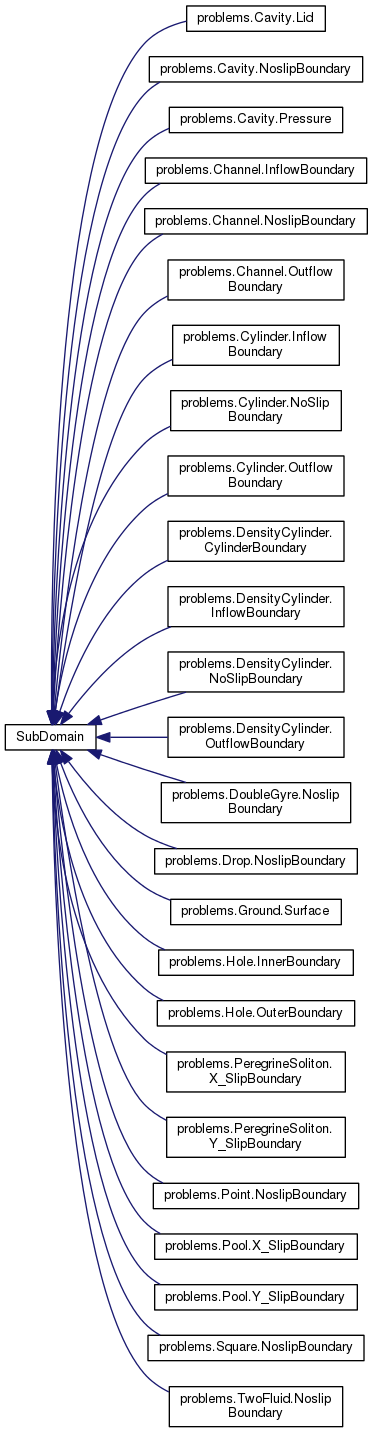 problems.Cavity.Lid
problems.Cavity.NoslipBoundary
problems.Cavity.Pressure
problems.Channel.InflowBoundary
problems.Channel.NoslipBoundary
problems.Channel.Outflow
Boundary
problems.Cylinder.Inflow
Boundary
problems.Cylinder.NoSlip
Boundary
problems.Cylinder.Outflow
Boundary
problems.DensityCylinder.
CylinderBoundary
problems.DensityCylinder.
InflowBoundary
problems.DensityCylinder.
NoSlipBoundary
SubDomain
problems.DensityCylinder.
OutflowBoundary
problems.DoubleGyre.Noslip
Boundary
problems.Drop.NoslipBoundary
problems.Ground.Surface
problems.Hole.InnerBoundary
problems.Hole.OuterBoundary
problems.PeregrineSoliton.
X_SlipBoundary
problems.PeregrineSoliton.
Y_SlipBoundary
problems.Point.NoslipBoundary
problems.Pool.X_SlipBoundary
problems.Pool.Y_SlipBoundary
problems.Square.NoslipBoundary
problems.TwoFluid.Noslip
Boundary